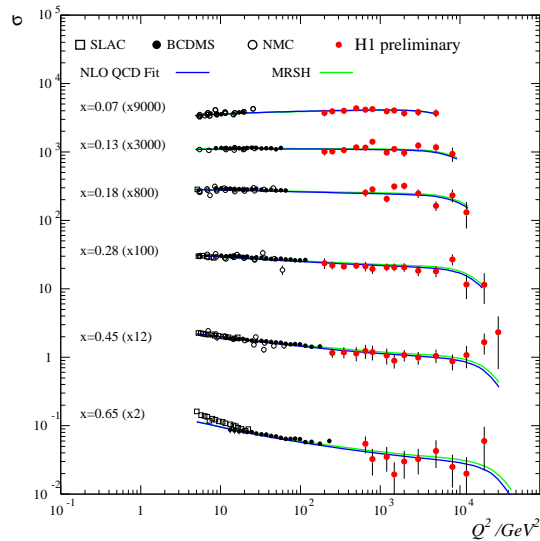 σ
SLAC BCDMS NMC H1 preliminary
NLO QCD Fit MRSH
10^5
10^4
x=0.07 (x9000)
x=0.13 (x3000)
10^3
x=0.18 (x800)
10^2
x=0.28 (x100)
10
x=0.45 (x12)
1
x=0.65 (x2)
10^-1
10^-2
10^-1 1 10 10^2 10^3 10^4
Q^2 /GeV^2